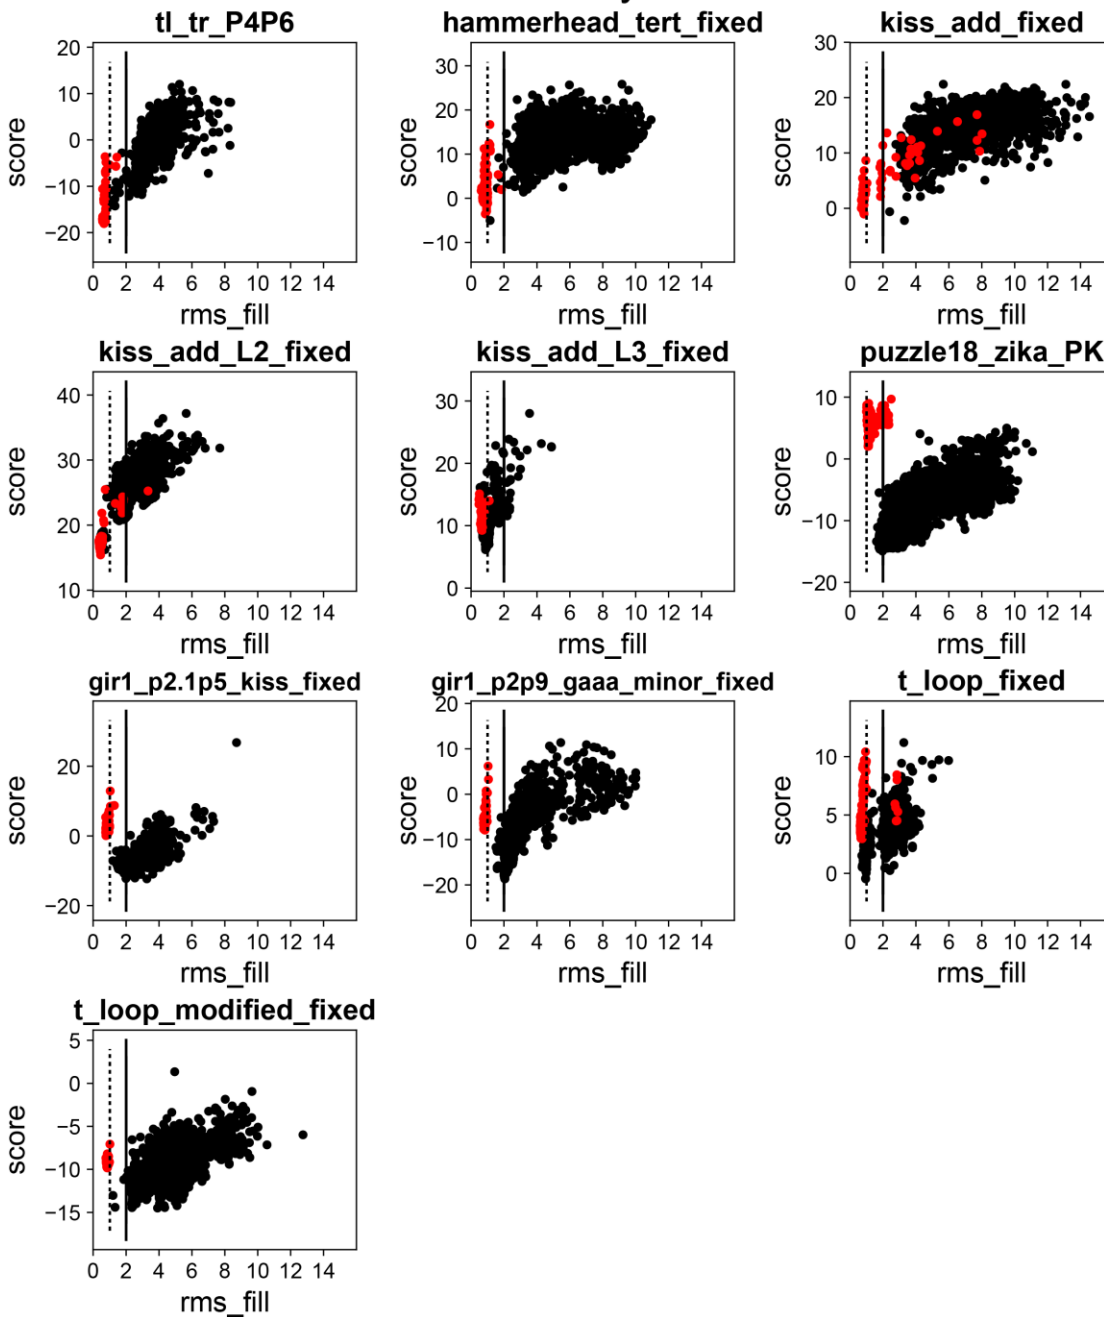 tl_tr_P4P6
20
10
0
−10
−20
score
0 2 4 6 8 10 12 14
rms_fill
hammerhead_tert_fixed
30
20
10
0
−10
score
0 2 4 6 8 10 12 14
rms_fill
kiss_add_fixed
30
20
10
0
score
0 2 4 6 8 10 12 14
rms_fill
kiss_add_L2_fixed
40
30
20
10
score
0 2 4 6 8 10 12 14
rms_fill
kiss_add_L3_fixed
30
20
10
0
score
0 2 4 6 8 10 12 14
rms_fill
puzzle18_zika_PK
10
0
−10
−20
score
0 2 4 6 8 10 12 14
rms_fill
gir1_p2.1p5_kiss_fixed
20
0
−20
score
0 2 4 6 8 10 12 14
rms_fill
gir1_p2p9_gaaa_minor_fixed
20
10
0
−10
−20
score
0 2 4 6 8 10 12 14
rms_fill
t_loop_fixed
10
5
0
score
0 2 4 6 8 10 12 14
rms_fill
t_loop_modified_fixed
5
0
−5
−10
−15
score
0 2 4 6 8 10 12 14
rms_fill